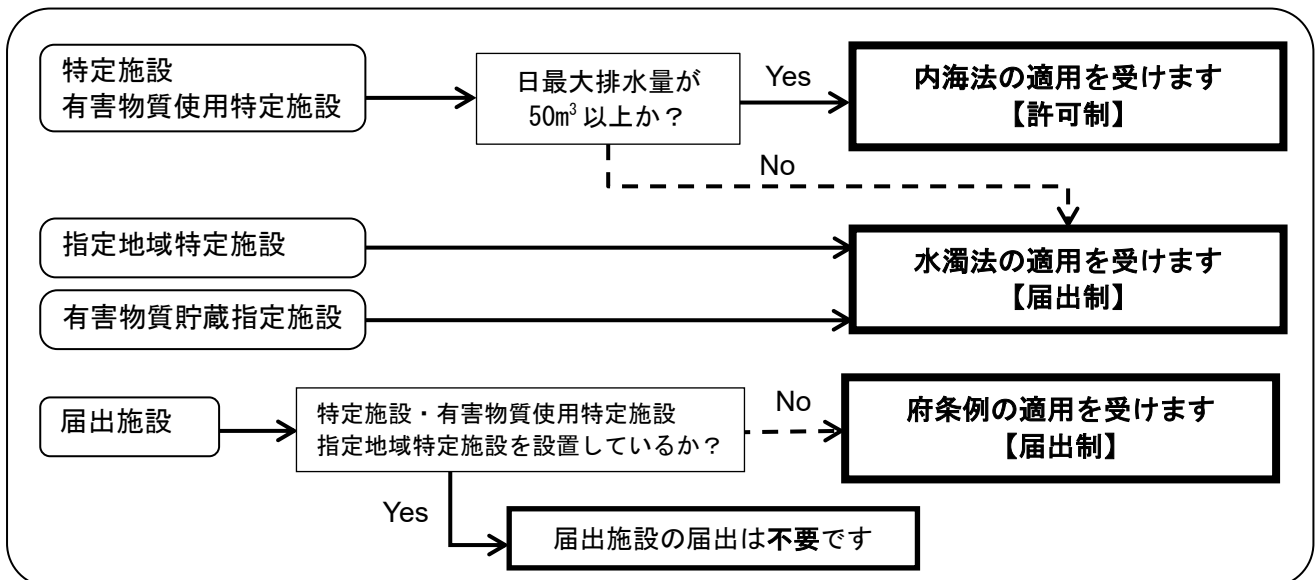 特定施設
有害物質使用特定施設
日最大排水量が
50m³以上か?
Yes
内海法の適用を受けます
【許可制】
No
指定地域特定施設
水濁法の適用を受けます
【届出制】
有害物質貯蔵指定施設
届出施設
特定施設・有害物質使用特定施設
指定地域特定施設を設置しているか?
No
府条例の適用を受けます
【届出制】
Yes
届出施設の届出は不要です